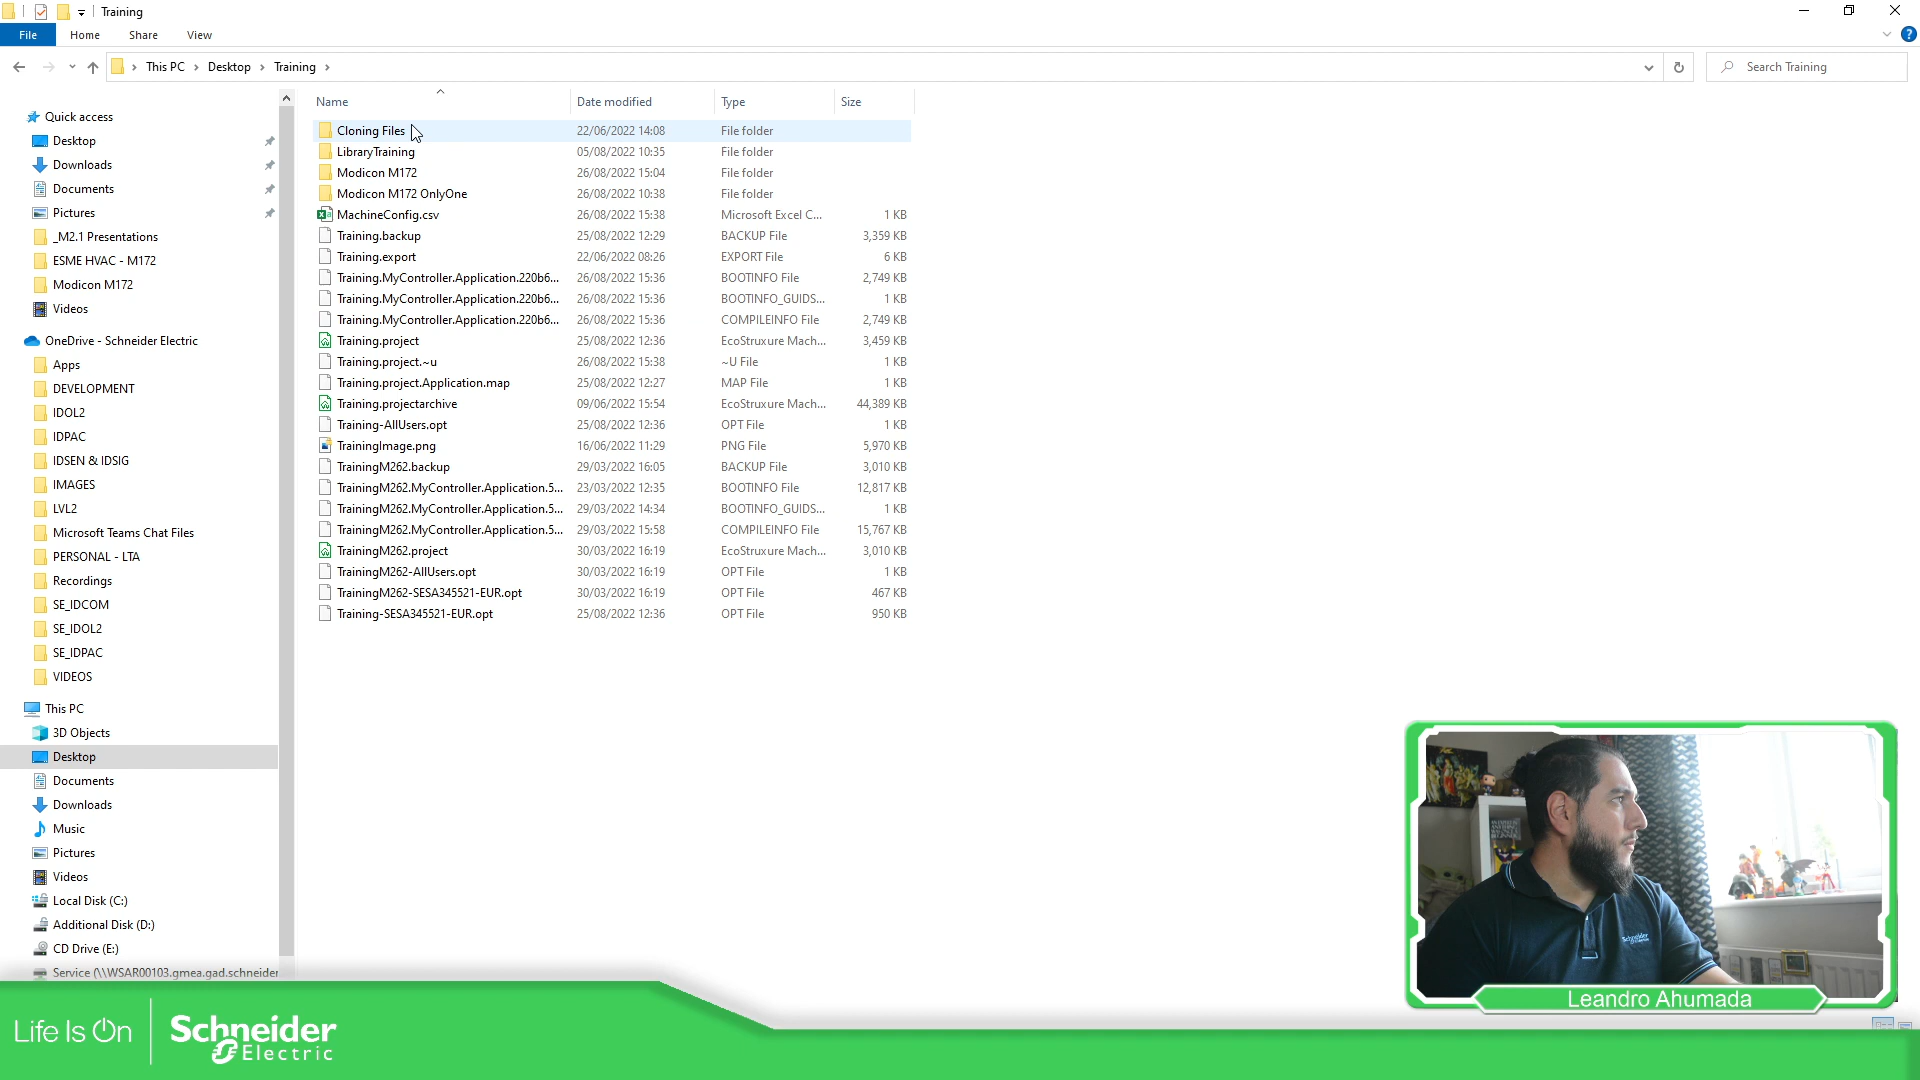 Training
File Home Share View
This PC Desktop Training
Search Training
Name Date modified Type Size
Quick access
Desktop
Downloads
Documents
Pictures
_M2.1 Presentations
ESME HVAC - M172
Modicon M172
Videos
OneDrive - Schneider Electric
Apps
DEVELOPMENT
IDOL2
IDPAC
IDSEN & IDSIG
IMAGES
LVL2
Microsoft Teams Chat Files
PERSONAL - LTA
Recordings
SE_IDCOM
SE_IDOL2
SE_IDPAC
VIDEOS
This PC
3D Objects
Desktop
Documents
Downloads
Music
Pictures
Videos
Local Disk (C:)
Additional Disk (D:)
CD Drive (E:)
Service (\\WSAR00103.gmea.gad.schneider
Cloning Files 22/06/2022 14:08 File folder
LibraryTraining 05/08/2022 10:35 File folder
Modicon M172 26/08/2022 15:04 File folder
Modicon M172 OnlyOne 26/08/2022 10:38 File folder
MachineConfig.csv 26/08/2022 15:38 Microsoft Excel C... 1 KB
Training.backup 25/08/2022 12:29 BACKUP File 3,359 KB
Training.export 22/06/2022 08:26 EXPORT File 6 KB
Training.MyController.Application.220b6... 26/08/2022 15:36 BOOTINFO File 2,749 KB
Training.MyController.Application.220b6... 26/08/2022 15:36 BOOTINFO_GUIDS... 1 KB
Training.MyController.Application.220b6... 26/08/2022 15:36 COMPILEINFO File 2,749 KB
Training.project 25/08/2022 12:36 EcoStruxure Mach... 3,459 KB
Training.project.~u 26/08/2022 15:38 ~U File 1 KB
Training.project.Application.map 25/08/2022 12:27 MAP File 1 KB
Training.projectarchive 09/06/2022 15:54 EcoStruxure Mach... 44,389 KB
Training-AllUsers.opt 25/08/2022 12:36 OPT File 1 KB
TrainingImage.png 16/06/2022 11:29 PNG File 5,970 KB
TrainingM262.backup 29/03/2022 16:05 BACKUP File 3,010 KB
TrainingM262.MyController.Application.5... 23/03/2022 12:35 BOOTINFO File 12,817 KB
TrainingM262.MyController.Application.5... 29/03/2022 14:34 BOOTINFO_GUIDS... 1 KB
TrainingM262.MyController.Application.5... 29/03/2022 15:58 COMPILEINFO File 15,767 KB
TrainingM262.project 30/03/2022 16:19 EcoStruxure Mach... 3,010 KB
TrainingM262-AllUsers.opt 30/03/2022 16:19 OPT File 1 KB
TrainingM262-SESA345521-EUR.opt 30/03/2022 16:19 OPT File 467 KB
Training-SESA345521-EUR.opt 25/08/2022 12:36 OPT File 950 KB
Schneider
Leandro Ahumada
Life Is On
Schneider
Electric